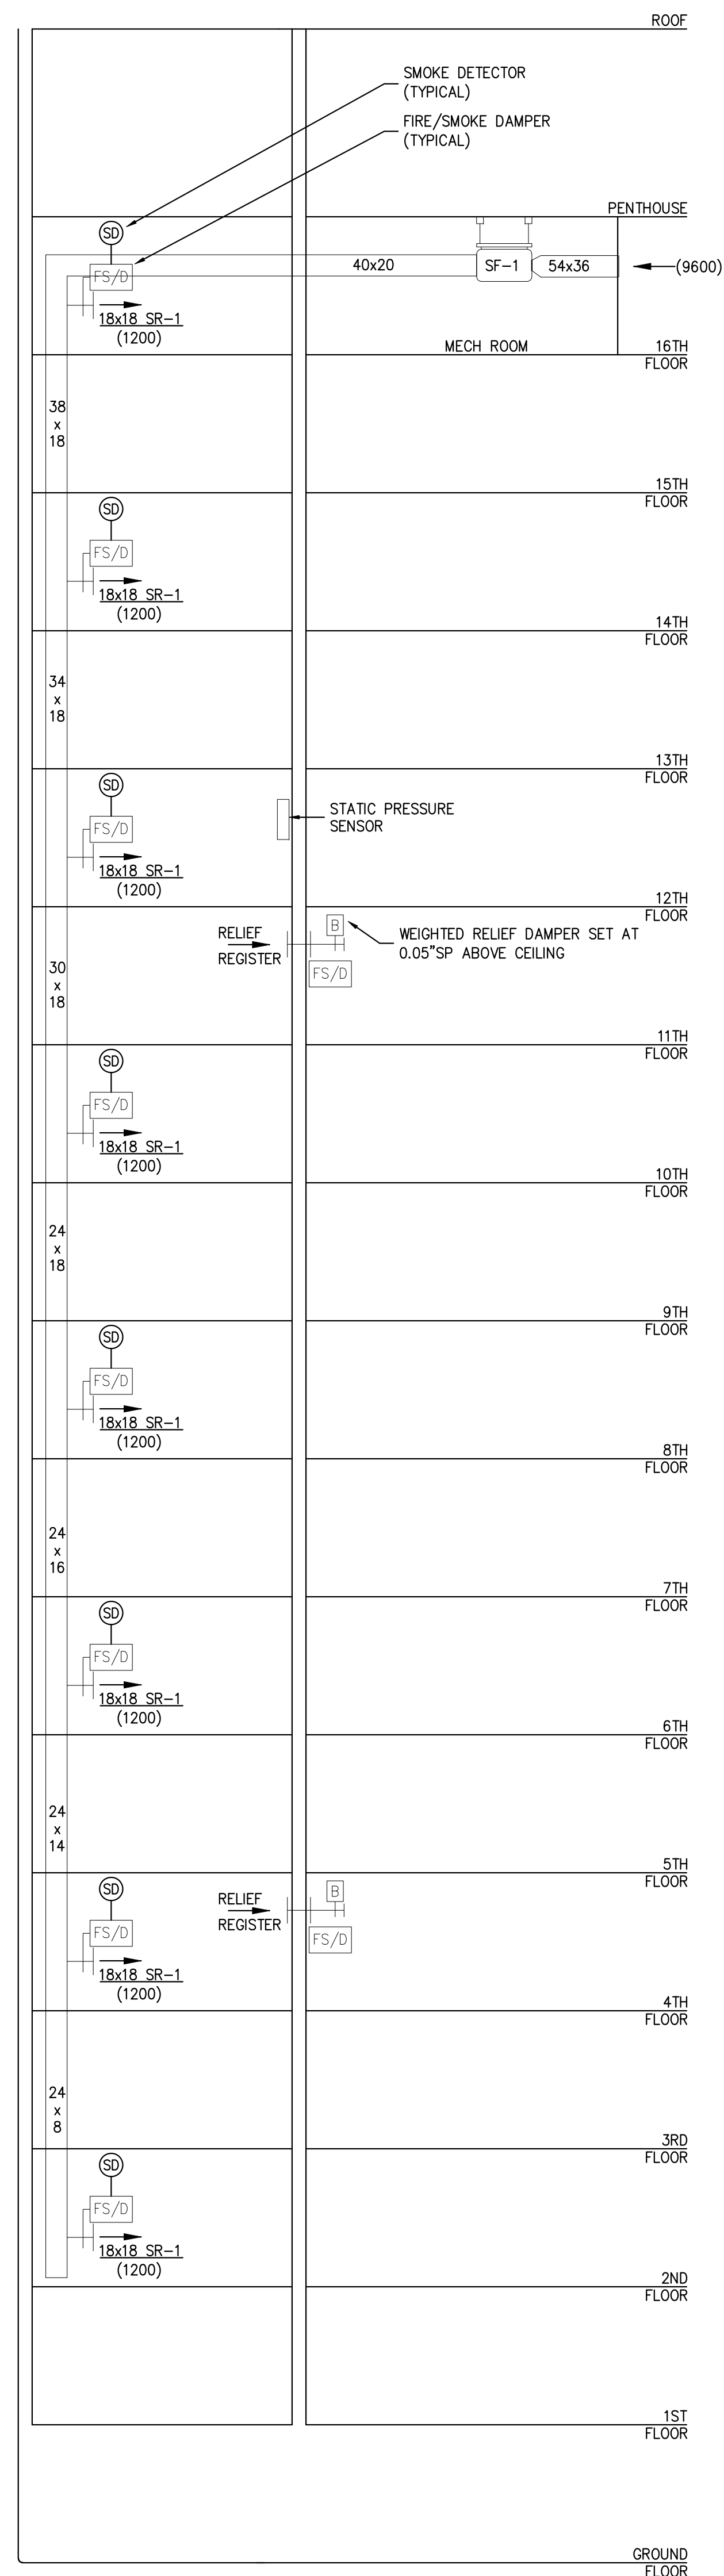 ROOF
SMOKE DETECTOR
(TYPICAL)
FIRE/SMOKE DAMPER
(TYPICAL)
PENTHOUSE
SD
FS/D
40x20
SF-1
54x36
(9600)
18x18 SR-1
(1200)
MECH ROOM
16TH
FLOOR
38
x
18
15TH
FLOOR
SD
FS/D
18x18 SR-1
(1200)
14TH
FLOOR
34
x
18
13TH
FLOOR
SD
FS/D
STATIC PRESSURE
SENSOR
18x18 SR-1
(1200)
12TH
FLOOR
RELIEF
REGISTER
B
FS/D
WEIGHTED RELIEF DAMPER SET AT
0.05"SP ABOVE CEILING
30
x
18
11TH
FLOOR
SD
FS/D
18x18 SR-1
(1200)
10TH
FLOOR
24
x
18
9TH
FLOOR
SD
FS/D
18x18 SR-1
(1200)
8TH
FLOOR
24
x
16
7TH
FLOOR
SD
FS/D
18x18 SR-1
(1200)
6TH
FLOOR
24
x
14
5TH
FLOOR
SD
FS/D
RELIEF
REGISTER
B
FS/D
18x18 SR-1
(1200)
4TH
FLOOR
24
x
8
3RD
FLOOR
SD
FS/D
18x18 SR-1
(1200)
2ND
FLOOR
1ST
FLOOR
GROUND
FLOOR